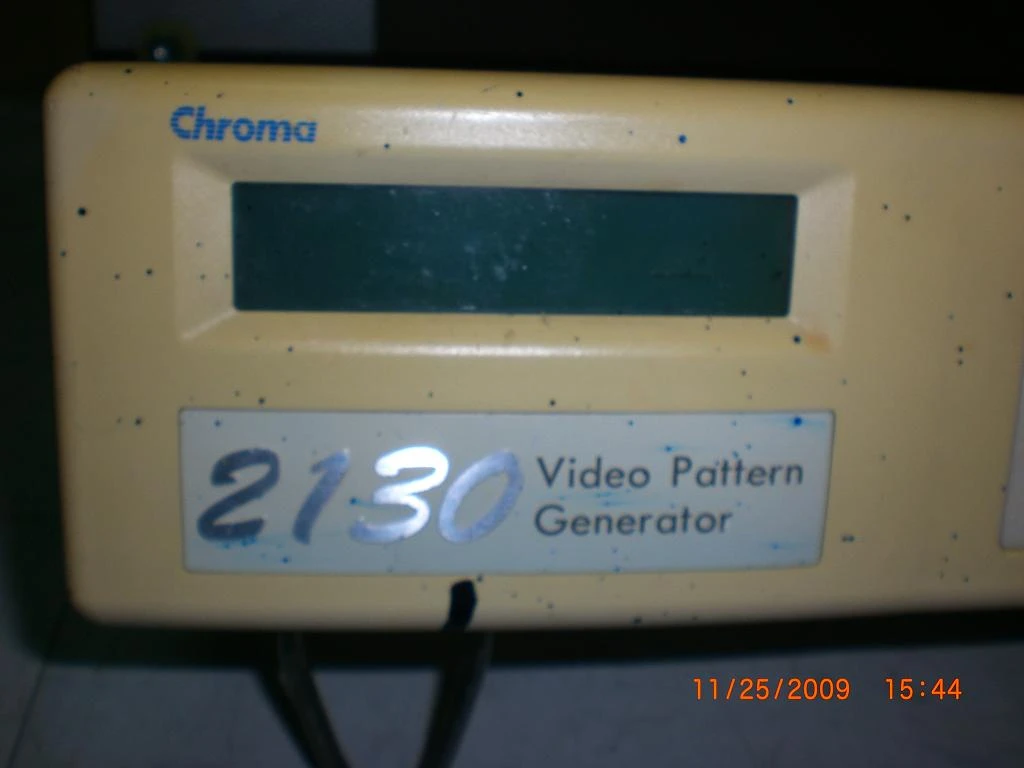 Chroma
2130 Video Pattern
Generator
11/25/2009 15:44